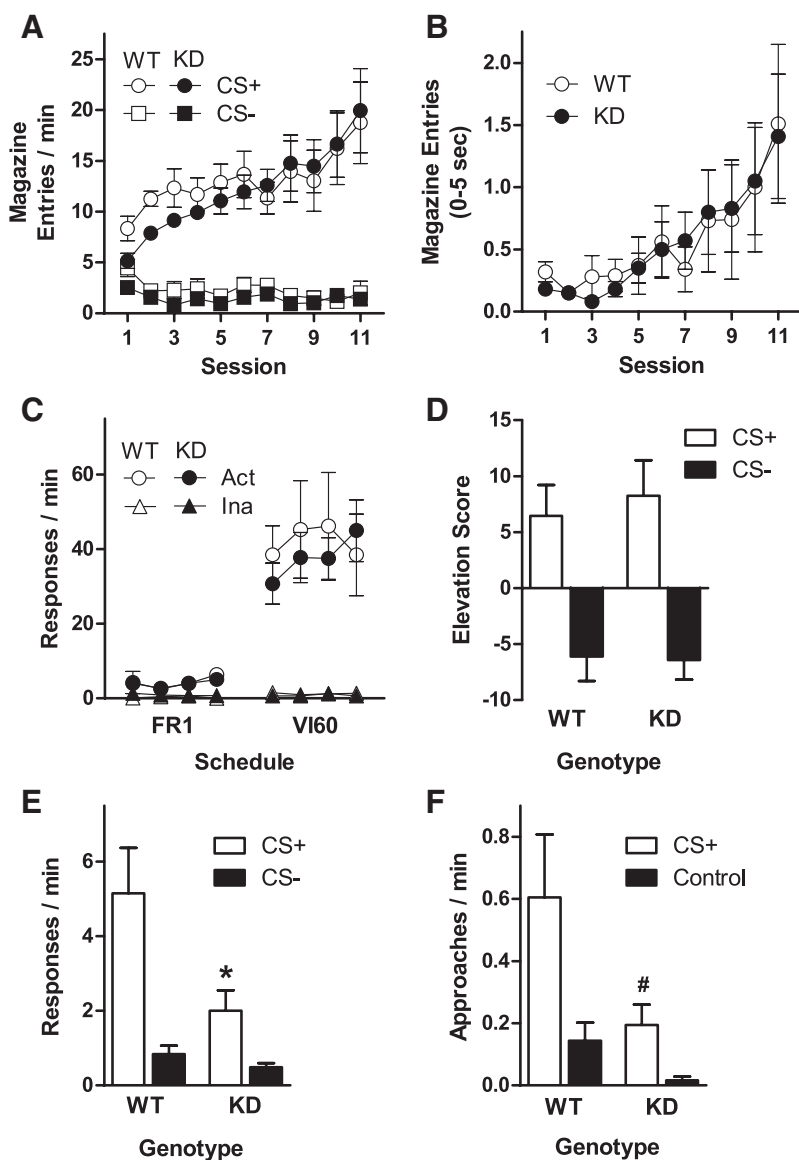 A
WT KD
CS+
CS-
Magazine
Entries / min
25
20
15
10
5
0
1 3 5 7 9 11
Session
B
WT
KD
Magazine Entries
(0-5 sec)
2.0
1.5
1.0
0.5
0.0
1 3 5 7 9 11
Session
C
WT KD
Act
Ina
Responses / min
60
40
20
0
FR1 VI60
Schedule
D
CS+
CS-
Elevation Score
15
10
5
0
-5
-10
WT KD
Genotype
E
CS+
CS-
Responses / min
6
4
2
0
*
WT KD
Genotype
F
CS+
Control
Approaches / min
0.8
0.6
0.4
0.2
0.0
#
WT KD
Genotype